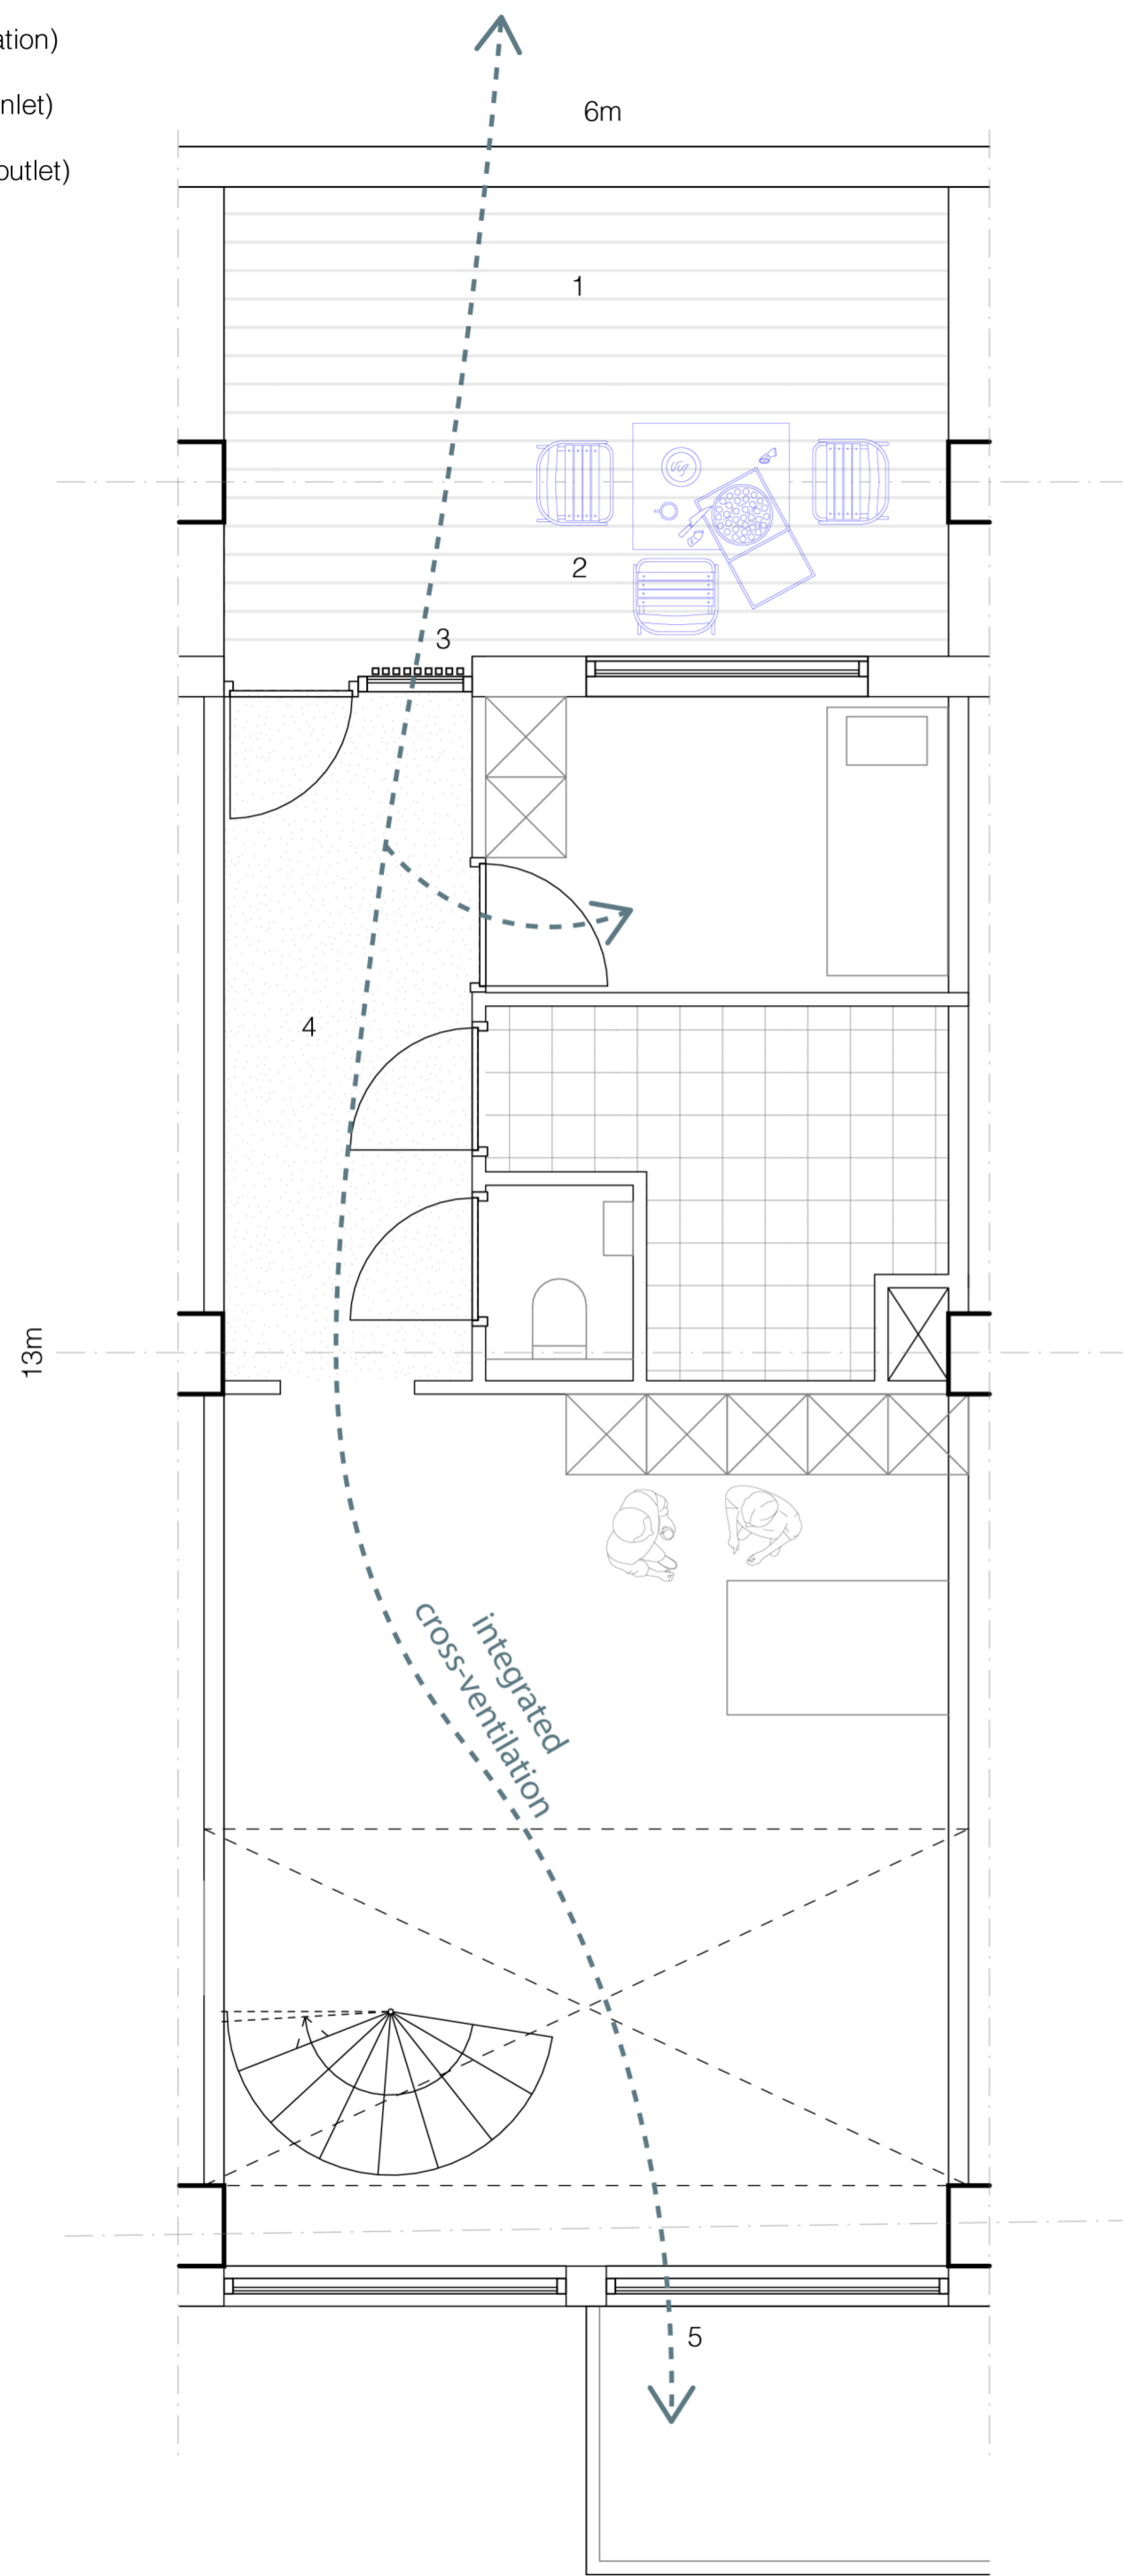 ation)
nlet)
outlet)
6m
1
2
3
4
13m
integrated
cross-ventilation
5